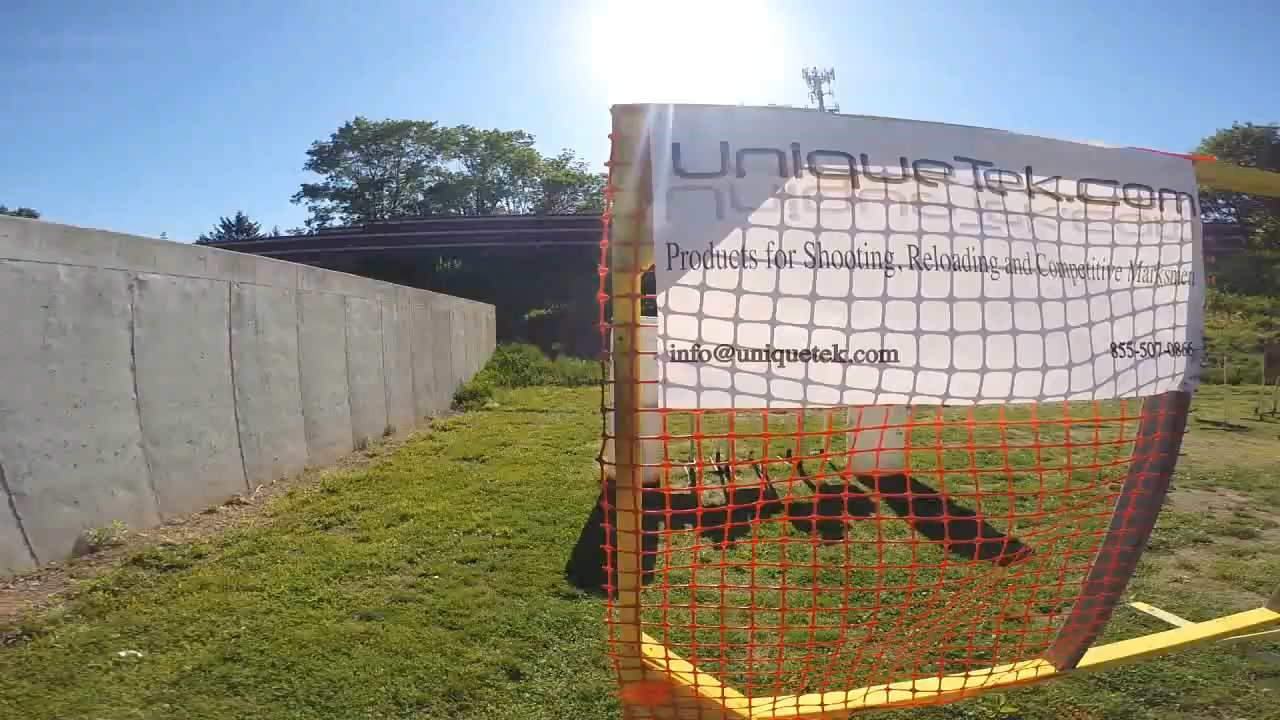 UniqueTek.com
Products for Shooting, Reloading and Competitive Marksmen
info@uniquetek.com 855-507-0866